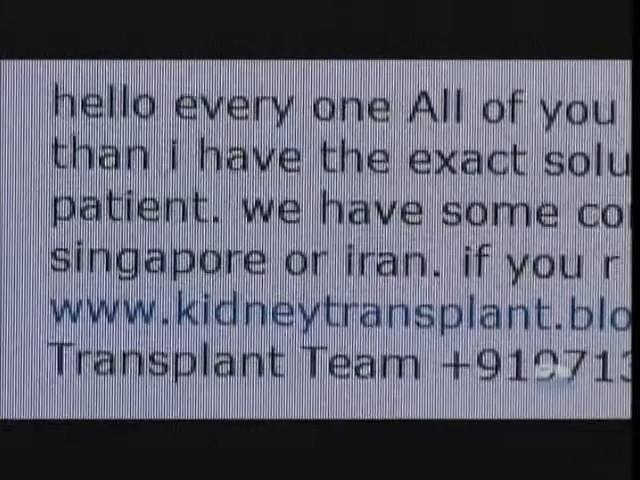 hello every one All of you
than i have the exact solu
patient. we have some co
singapore or iran. if you r
www.kidneytransplant.blo
Transplant Team +919713